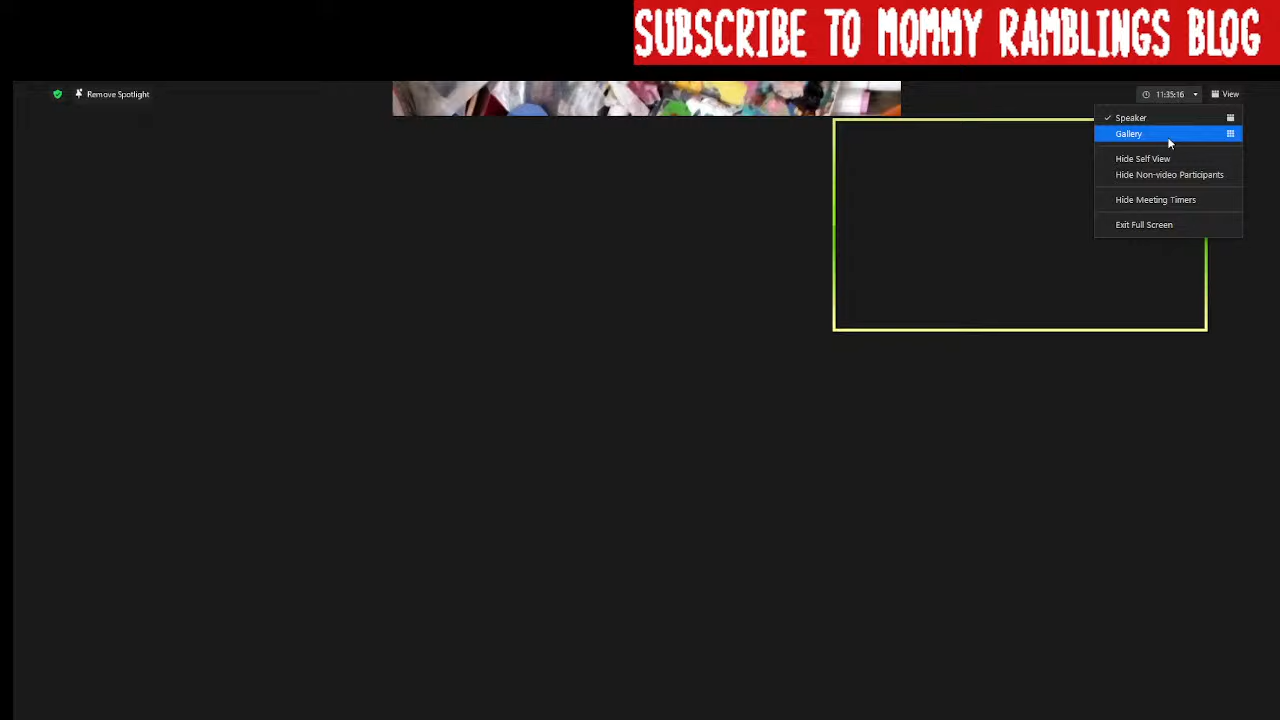 SUBSCRIBE TO MOMMY RAMBLINGS BLOG
Remove Spotlight
11:35:16
View
Speaker
Gallery
Hide Self View
Hide Non-video Participants
Hide Meeting Timers
Exit Full Screen